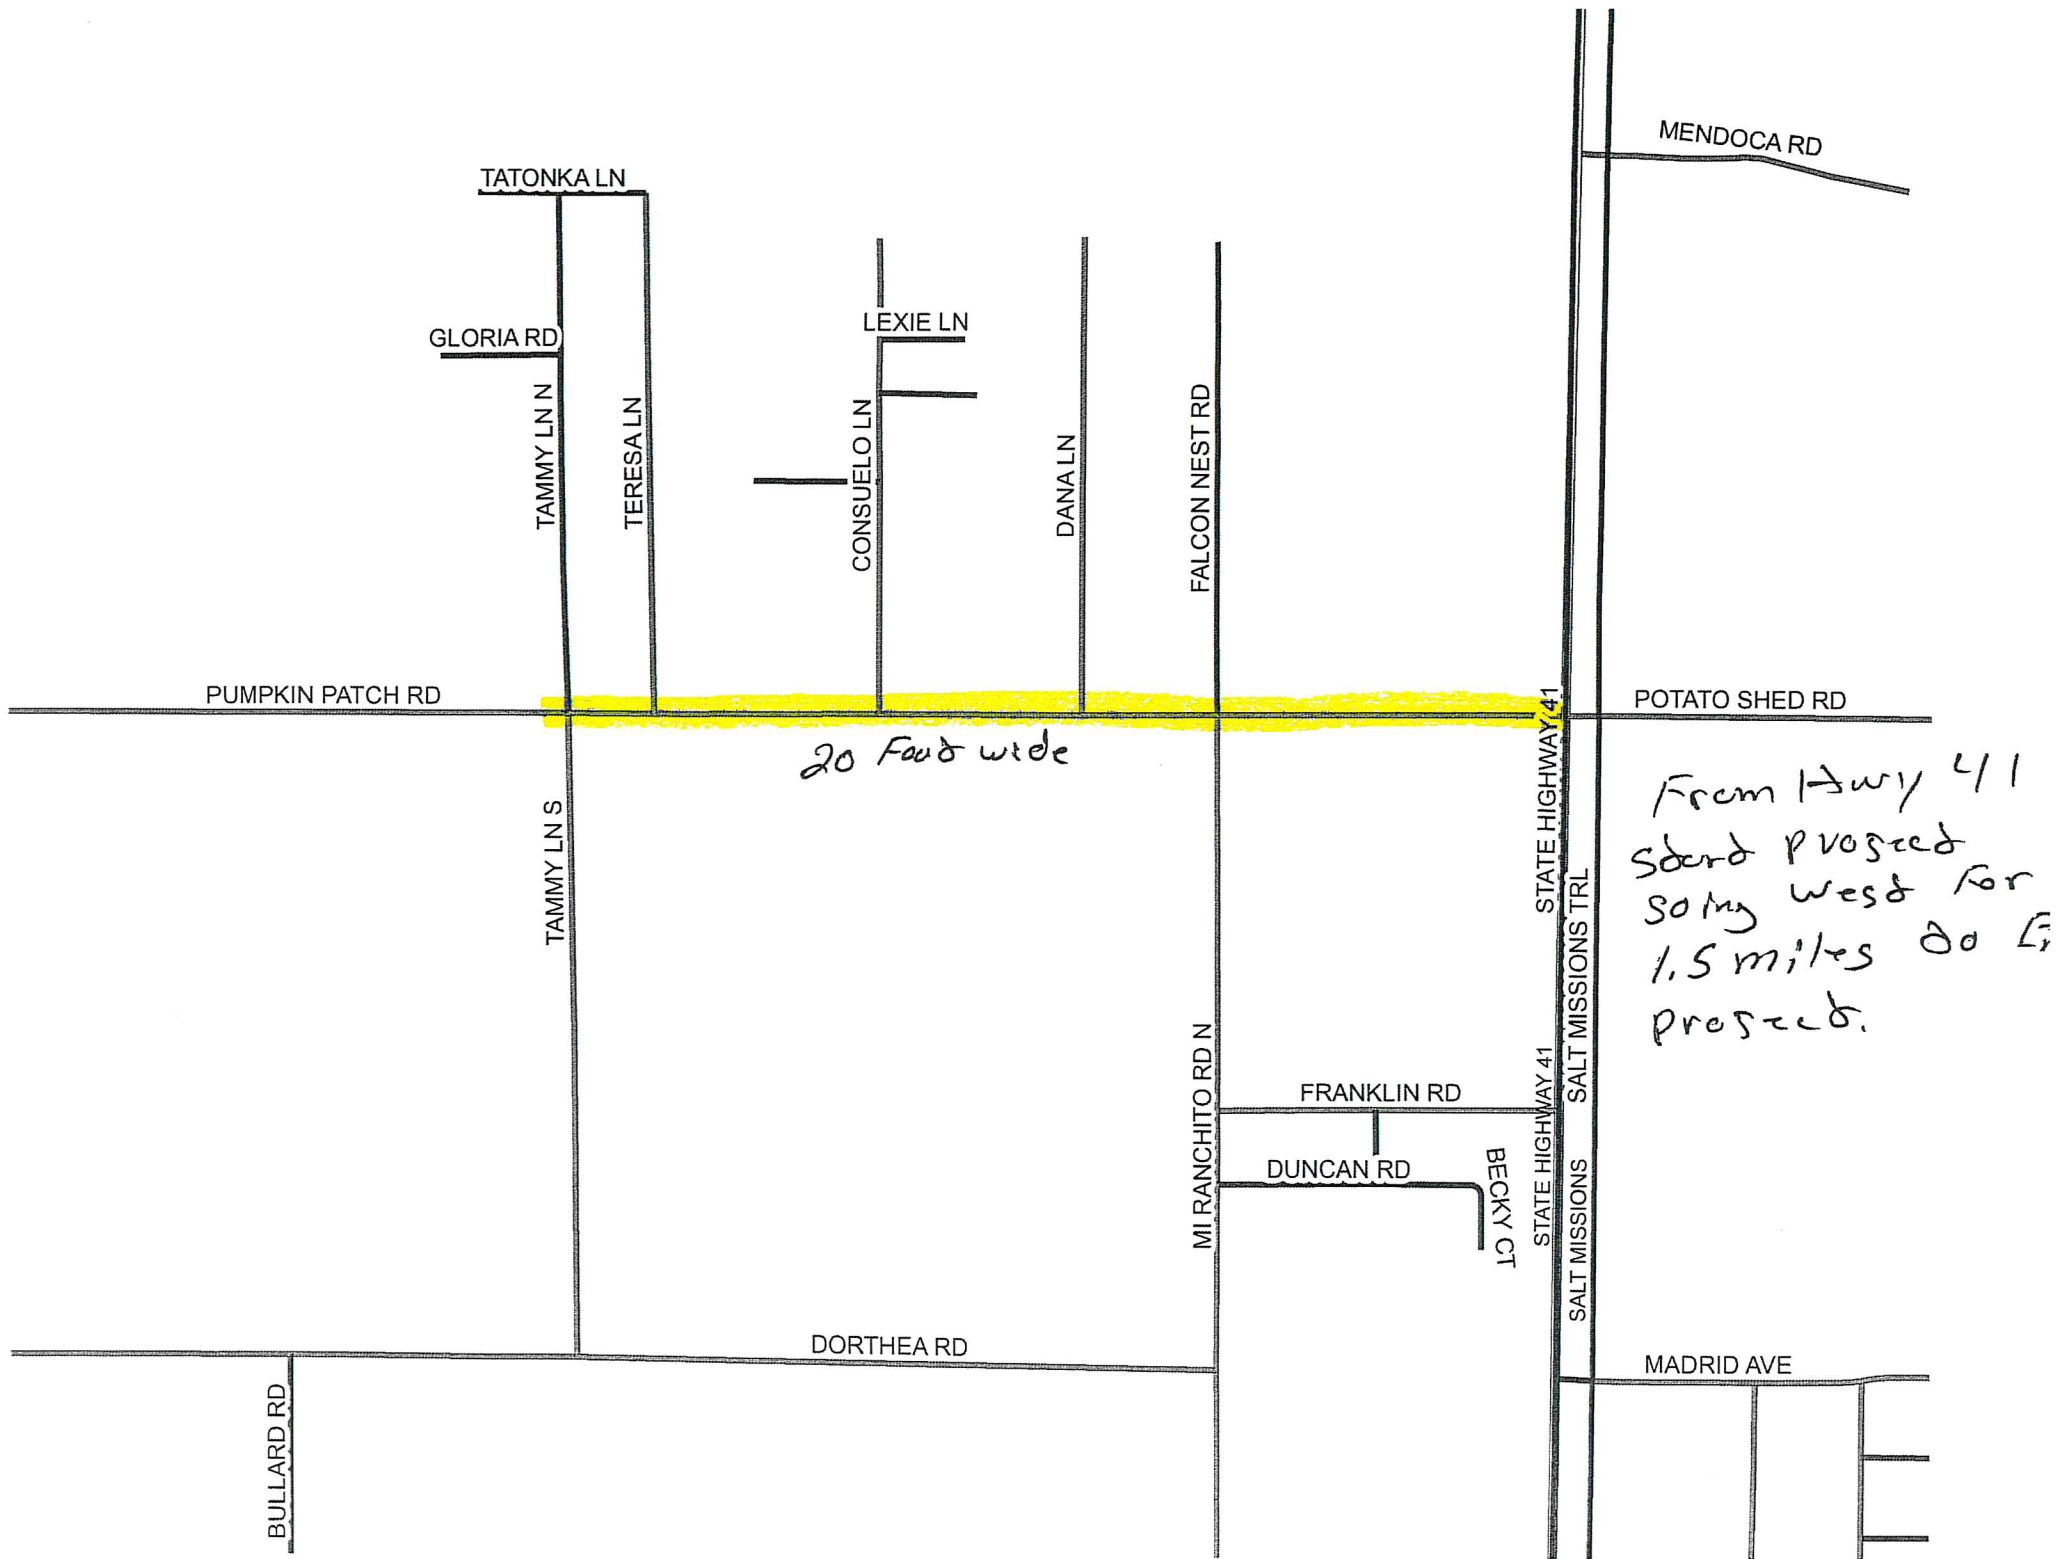 MENDOCA RD
TATONKA LN
LEXIE LN
GLORIA RD
TAMMY LN N
TERESA LN
CONSUELO LN
DANA LN
FALCON NEST RD
PUMPKIN PATCH RD
STATE HIGHWAY 41
POTATO SHED RD
20 Foot wide
From Hwy 41
start project
going west for
1.5 miles to
project.
TAMMY LN S
SALT MISSIONS TRL
MI RANCHITO RD N
FRANKLIN RD
STATE HIGHWAY 41
DUNCAN RD
BECKY CT
SALT MISSIONS
DORTHEA RD
MADRID AVE
BULLARD RD